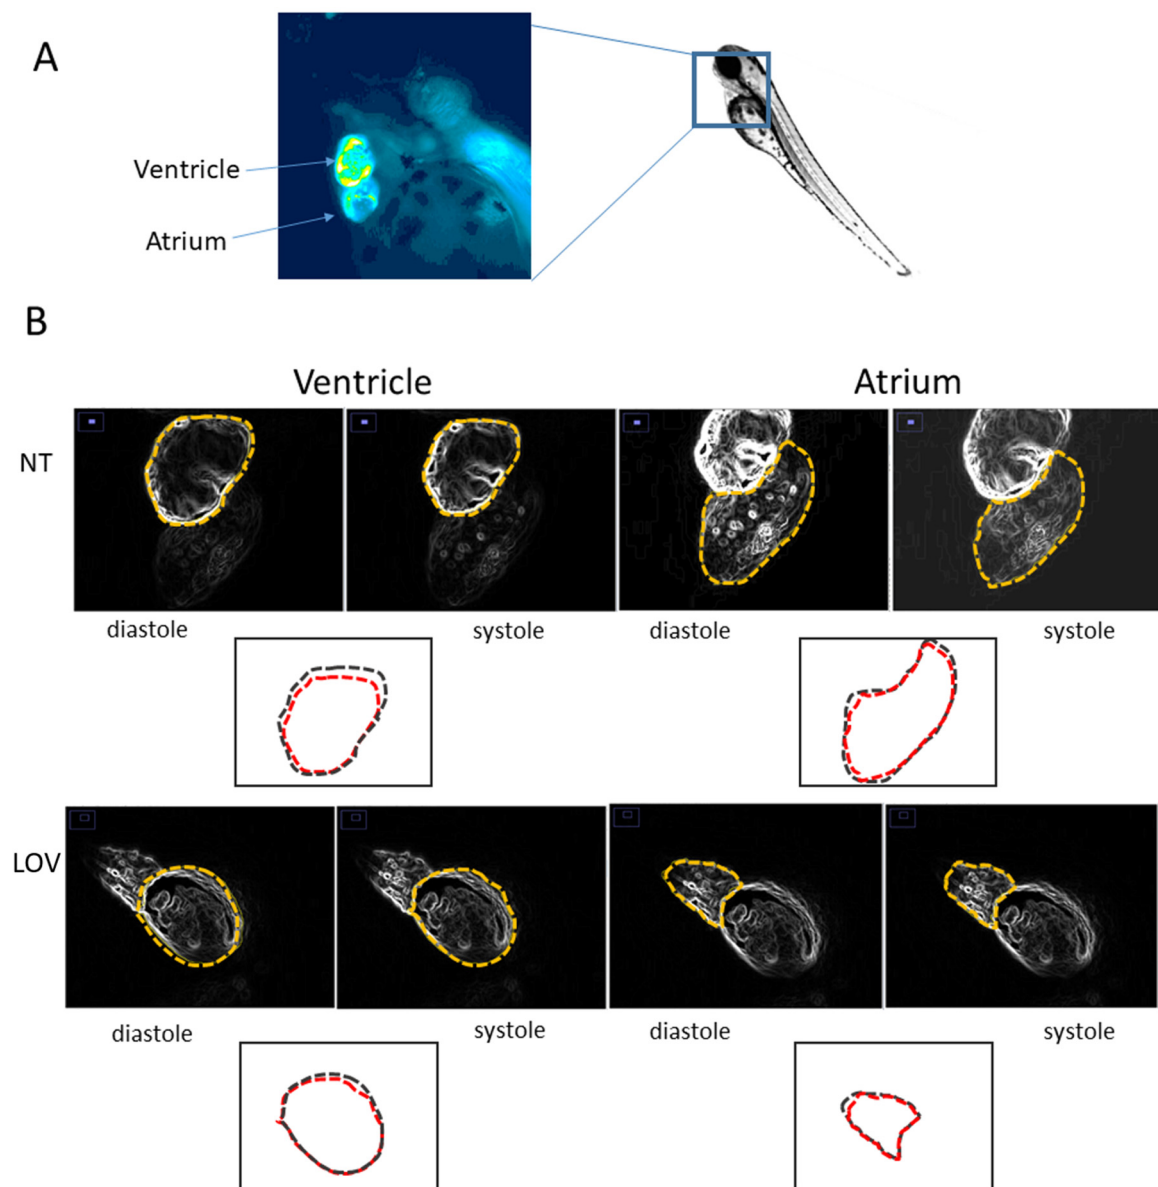 A
Ventricle
Atrium
B
Ventricle Atrium
NT
diastole systole diastole systole
LOV
diastole systole diastole systole